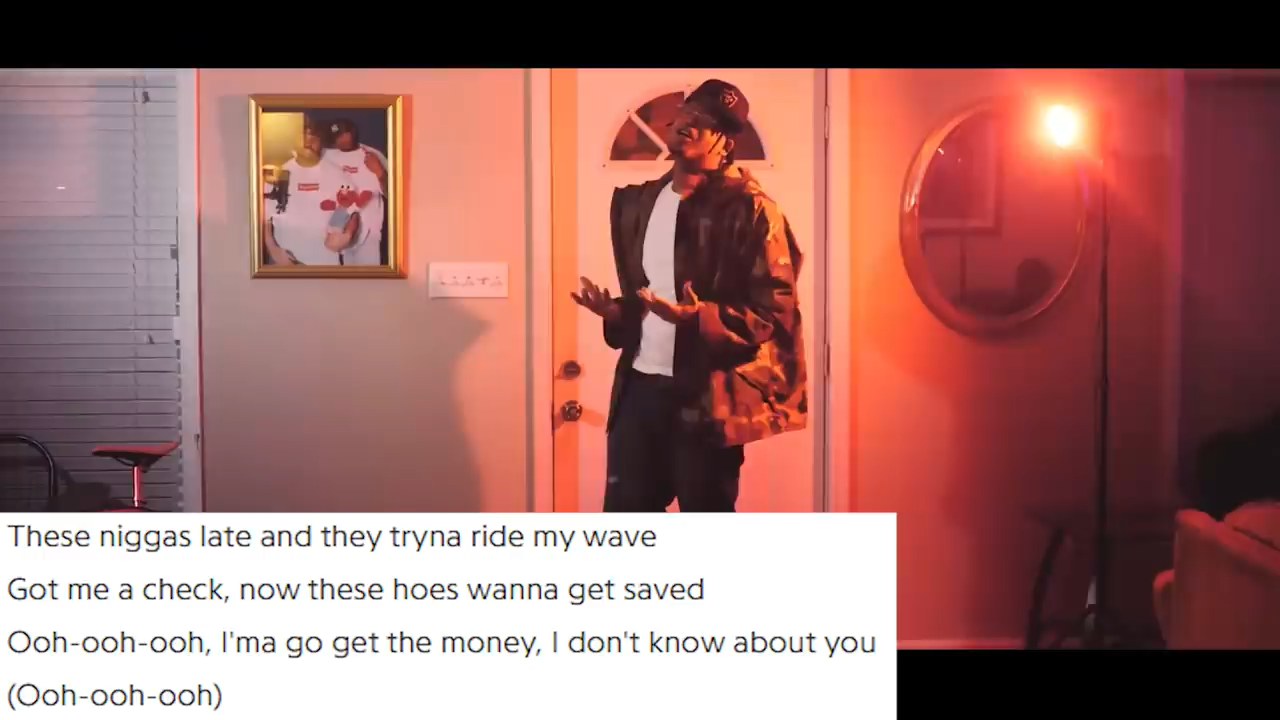 These niggas late and they tryna ride my wave
Got me a check, now these hoes wanna get saved
Ooh-ooh-ooh, I'ma go get the money, I don't know about you
(Ooh-ooh-ooh)